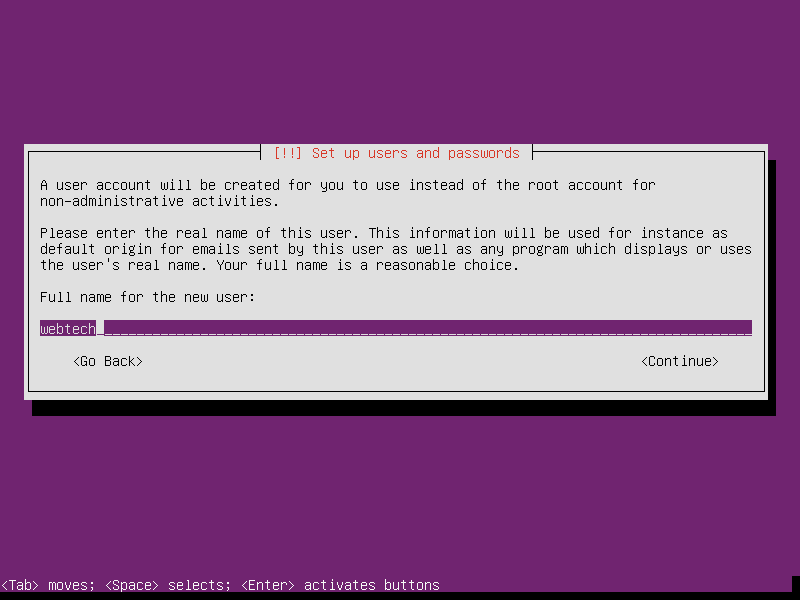 [!!] Set up users and passwords
A user account will be created for you to use instead of the root account for
non-administrative activities.
Please enter the real name of this user. This information will be used for instance as
default origin for emails sent by this user as well as any program which displays or uses
the user's real name. Your full name is a reasonable choice.
Full name for the new user:
webtech
<Go Back> <Continue>
<Tab> moves; <Space> selects; <Enter> activates buttons